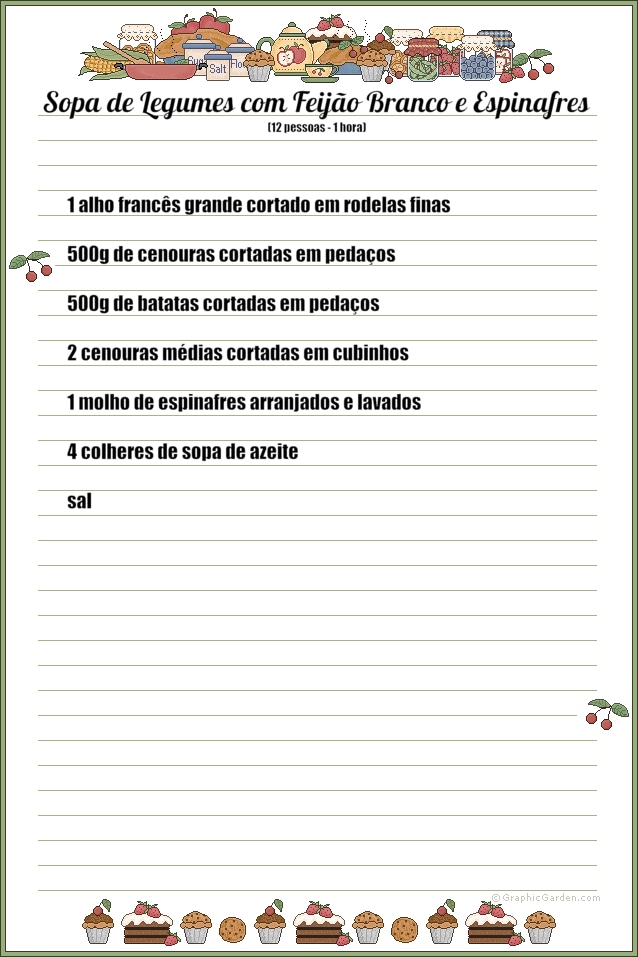 Sugar
Salt
Flour
Sopa de Legumes com Feijão Branco e Espinafres
(12 pessoas - 1 hora)
1 alho francês grande cortado em rodelas finas
500g de cenouras cortadas em pedaços
500g de batatas cortadas em pedaços
2 cenouras médias cortadas em cubinhos
1 molho de espinafres arranjados e lavados
4 colheres de sopa de azeite
sal
©GraphicGarden.com